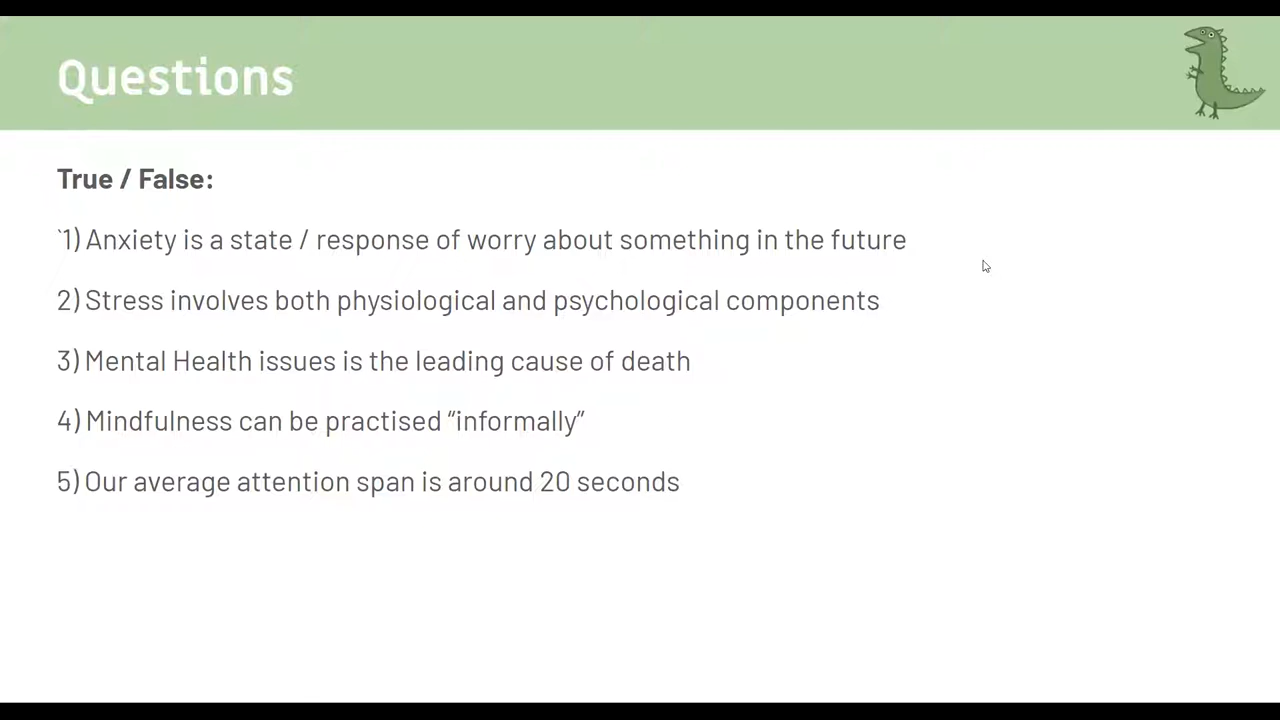 Questions
True / False:
`1) Anxiety is a state / response of worry about something in the future
2) Stress involves both physiological and psychological components
3) Mental Health issues is the leading cause of death
4) Mindfulness can be practised “informally”
5) Our average attention span is around 20 seconds